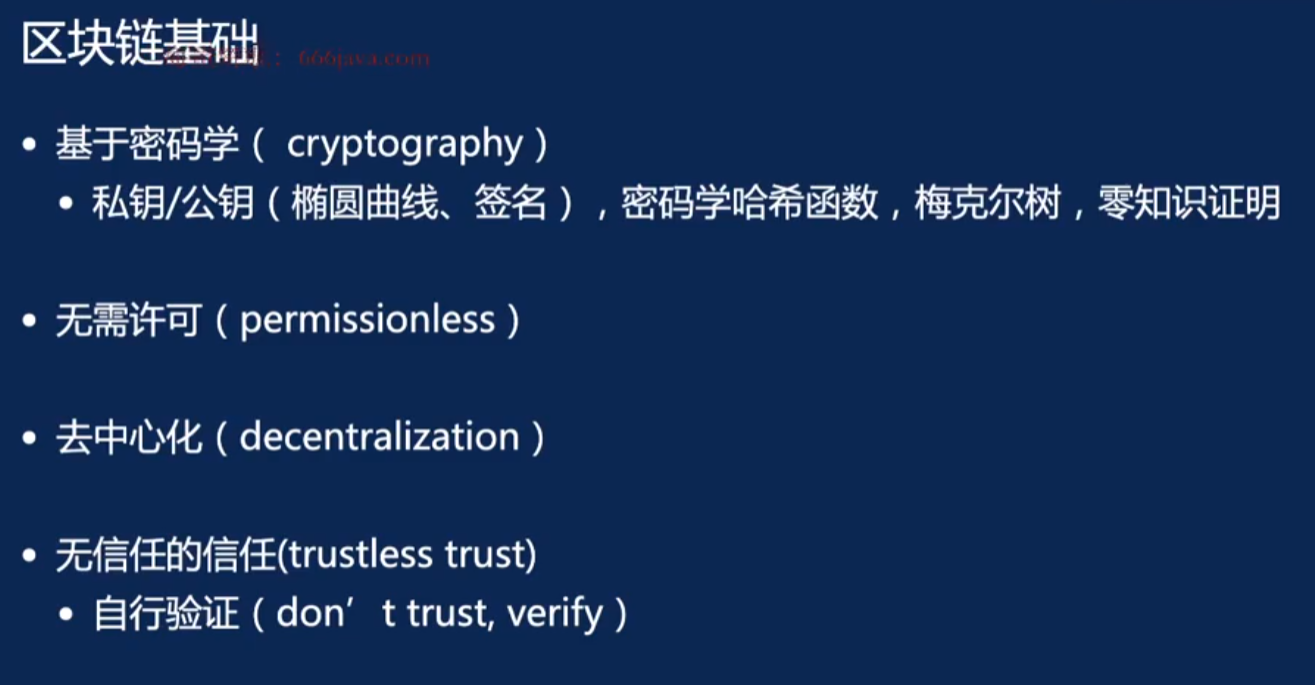 区块链基础
666java.com
• 基于密码学（ cryptography）
• 私钥/公钥（椭圆曲线、签名），密码学哈希函数，梅克尔树，零知识证明
• 无需许可（permissionless）
• 去中心化（decentralization）
• 无信任的信任(trustless trust)
• 自行验证（don’t trust, verify）